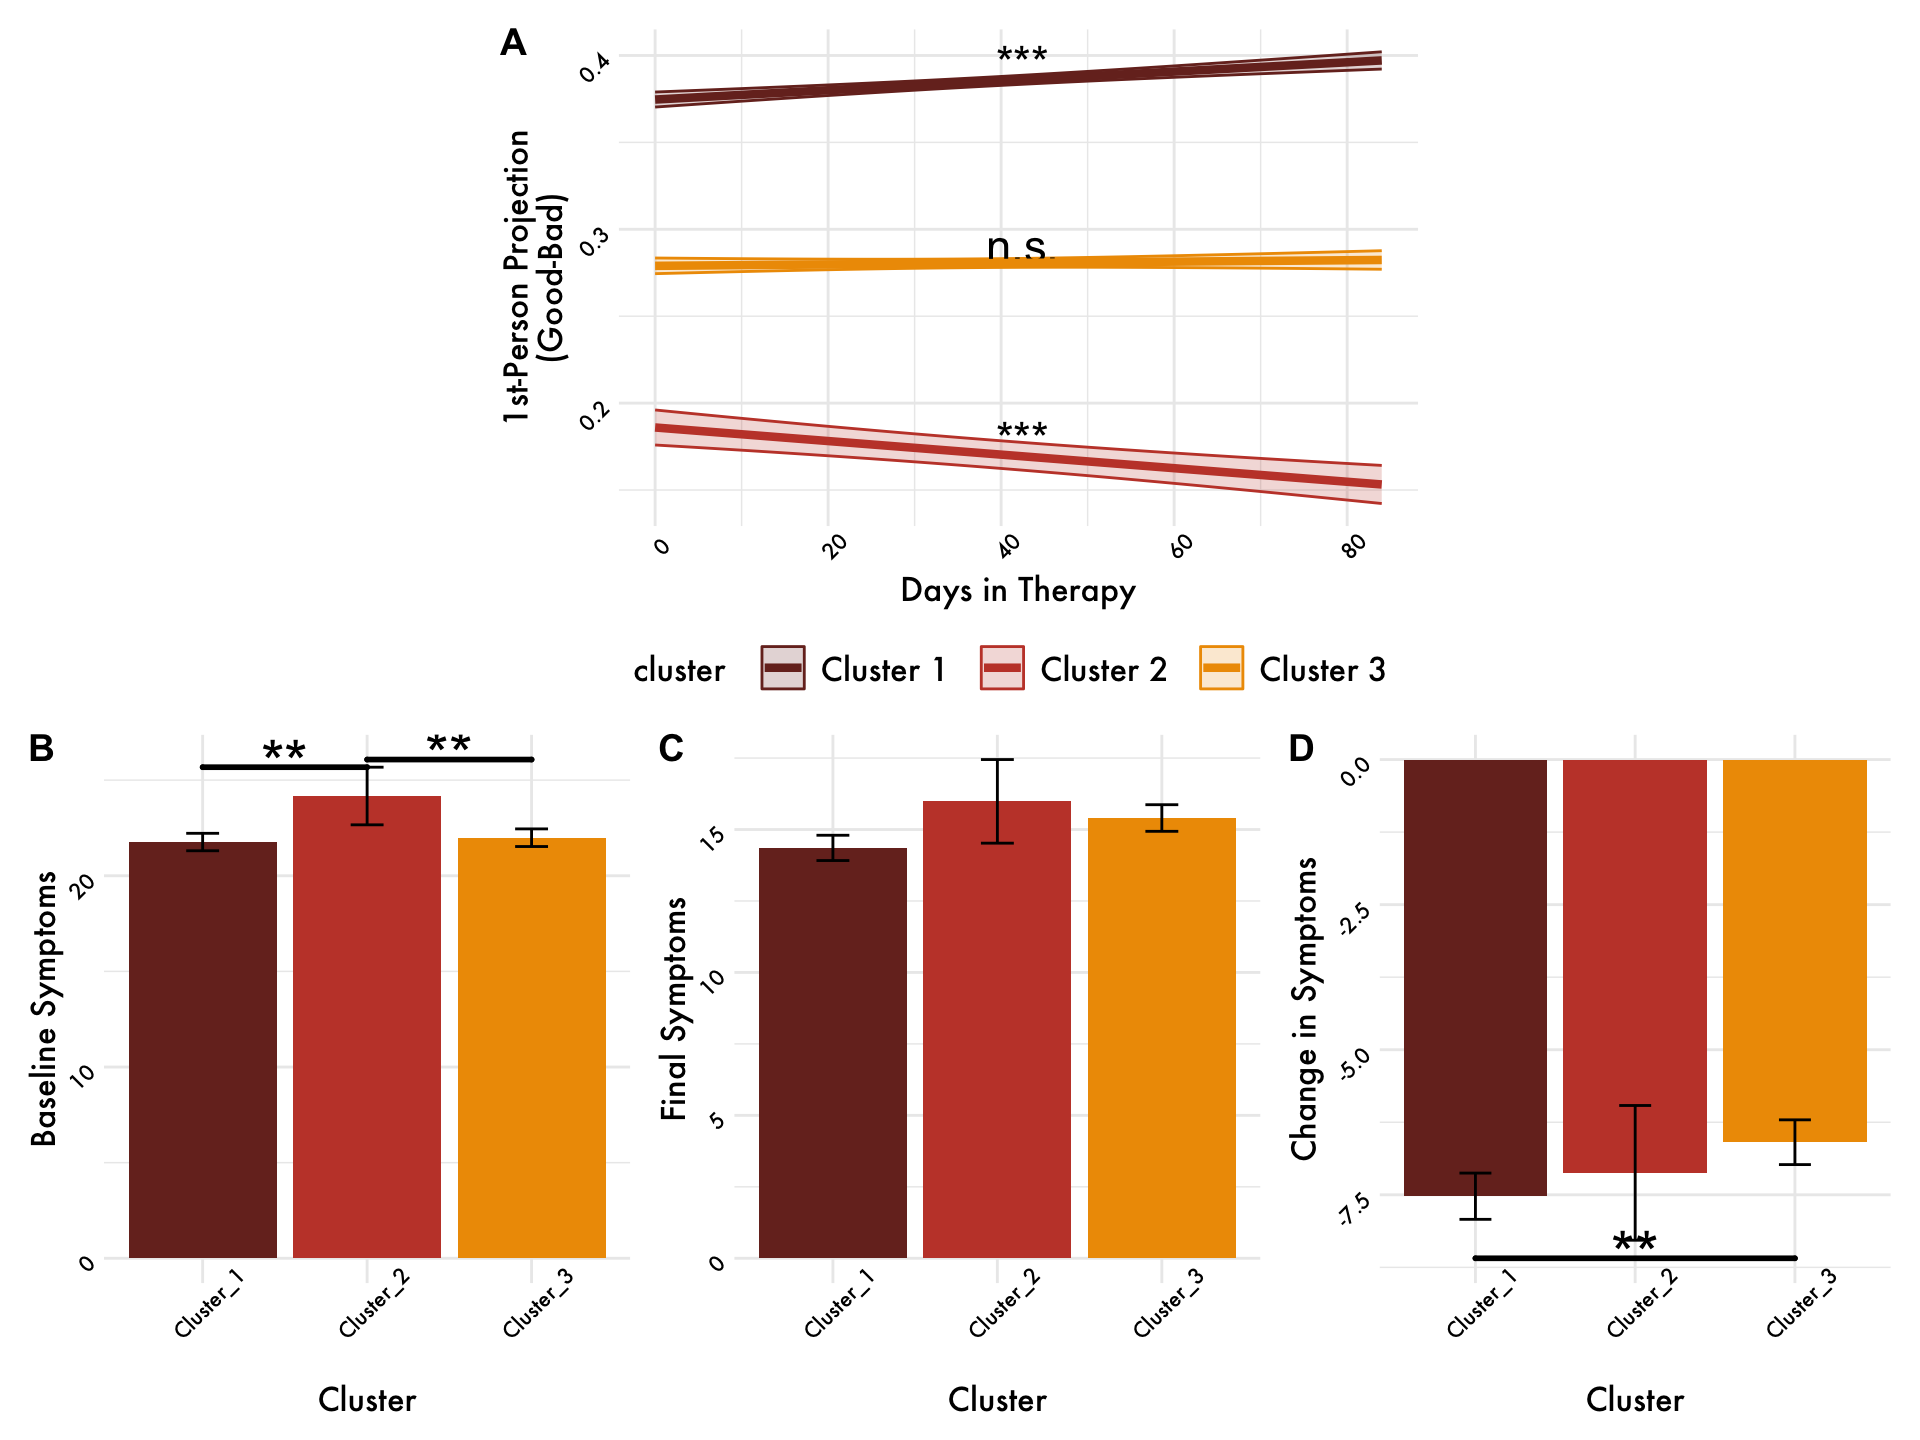 A
***
n.s.
***
0.4
0.3
0.2
1st-Person Projection
(Good-Bad)
0
20
40
60
80
Days in Therapy
cluster
Cluster 1
Cluster 2
Cluster 3
B
**
**
Baseline Symptoms
20
10
0
Cluster_1
Cluster_2
Cluster_3
Cluster
C
Final Symptoms
15
10
5
0
Cluster_1
Cluster_2
Cluster_3
Cluster
D
Change in Symptoms
0.0
-2.5
-5.0
-7.5
**
Cluster_1
Cluster_2
Cluster_3
Cluster